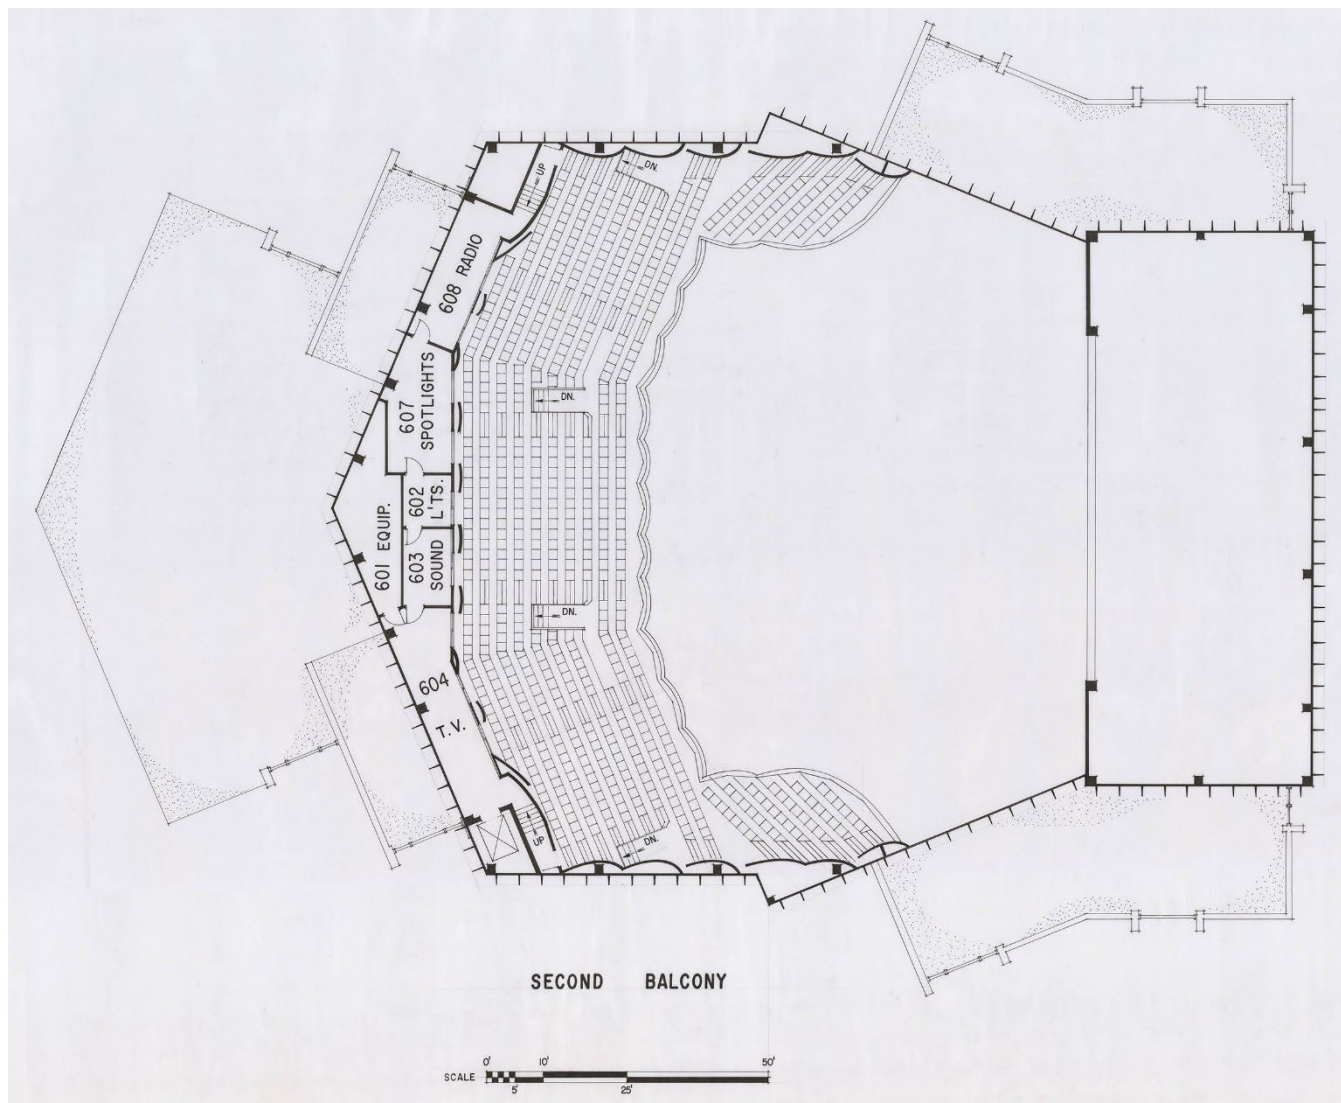 UP
DN.
608 RADIO
607
SPOTLIGHTS
DN.
602
L'TS.
601 EQUIP.
603
SOUND
DN.
604
T.V.
UP
DN.
SECOND BALCONY
SCALE
0' 10' 50'
5' 25'